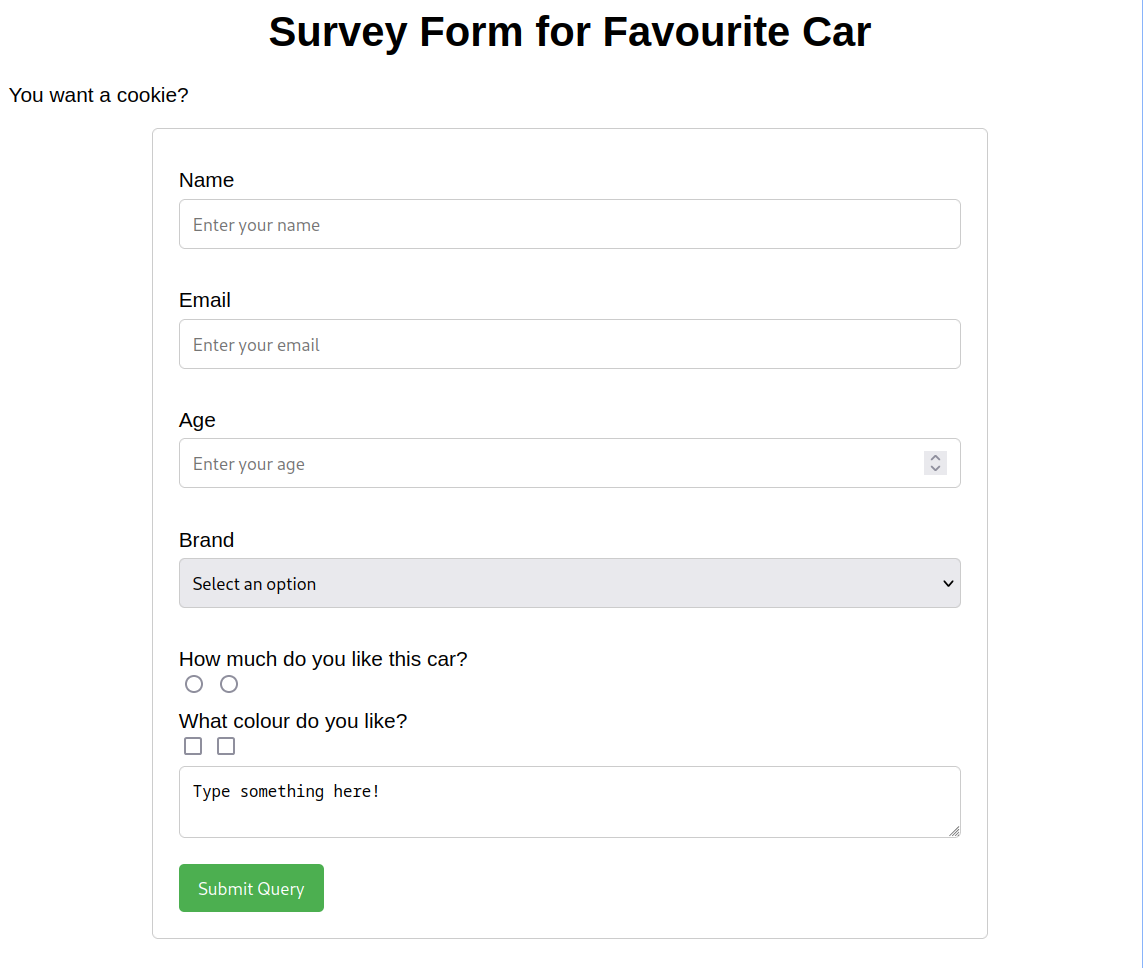 Survey Form for Favourite Car
You want a cookie?
Name
Enter your name
Email
Enter your email
Age
Enter your age
Brand
Select an option
How much do you like this car?
What colour do you like?
Type something here!
Submit Query